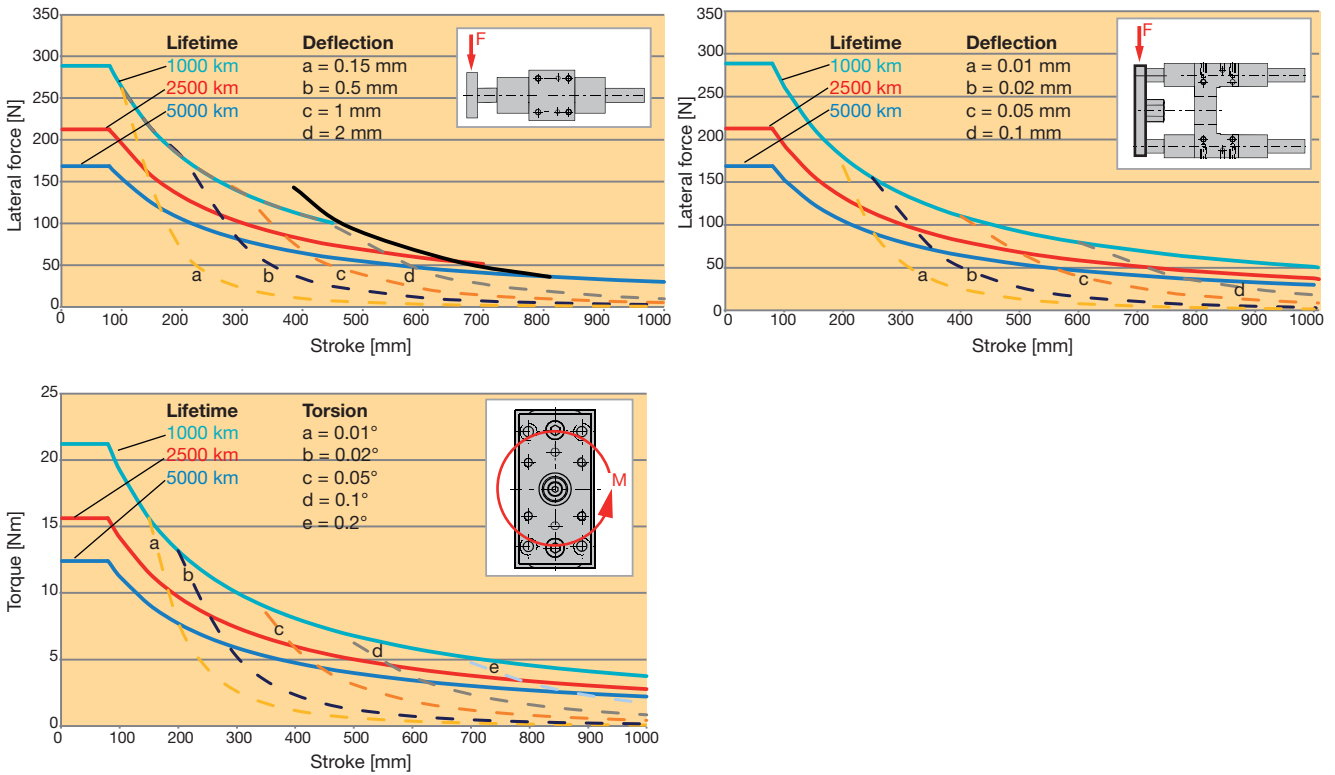 350
300
250
200
150
100
50
0
Lateral force [N]
Lifetime
1000 km
2500 km
5000 km
Deflection
a = 0.15 mm
b = 0.5 mm
c = 1 mm
d = 2 mm
F
a
b
c
d
0 100 200 300 400 500 600 700 800 900 1000
Stroke [mm]
350
300
250
200
150
100
50
0
Lateral force [N]
Lifetime
1000 km
2500 km
5000 km
Deflection
a = 0.01 mm
b = 0.02 mm
c = 0.05 mm
d = 0.1 mm
F
a
b
c
d
0 100 200 300 400 500 600 700 800 900 1000
Stroke [mm]
25
20
15
10
5
0
Torque [Nm]
Lifetime
1000 km
2500 km
5000 km
Torsion
a = 0.01°
b = 0.02°
c = 0.05°
d = 0.1°
e = 0.2°
M
a
b
c
d
e
0 100 200 300 400 500 600 700 800 900 1000
Stroke [mm]